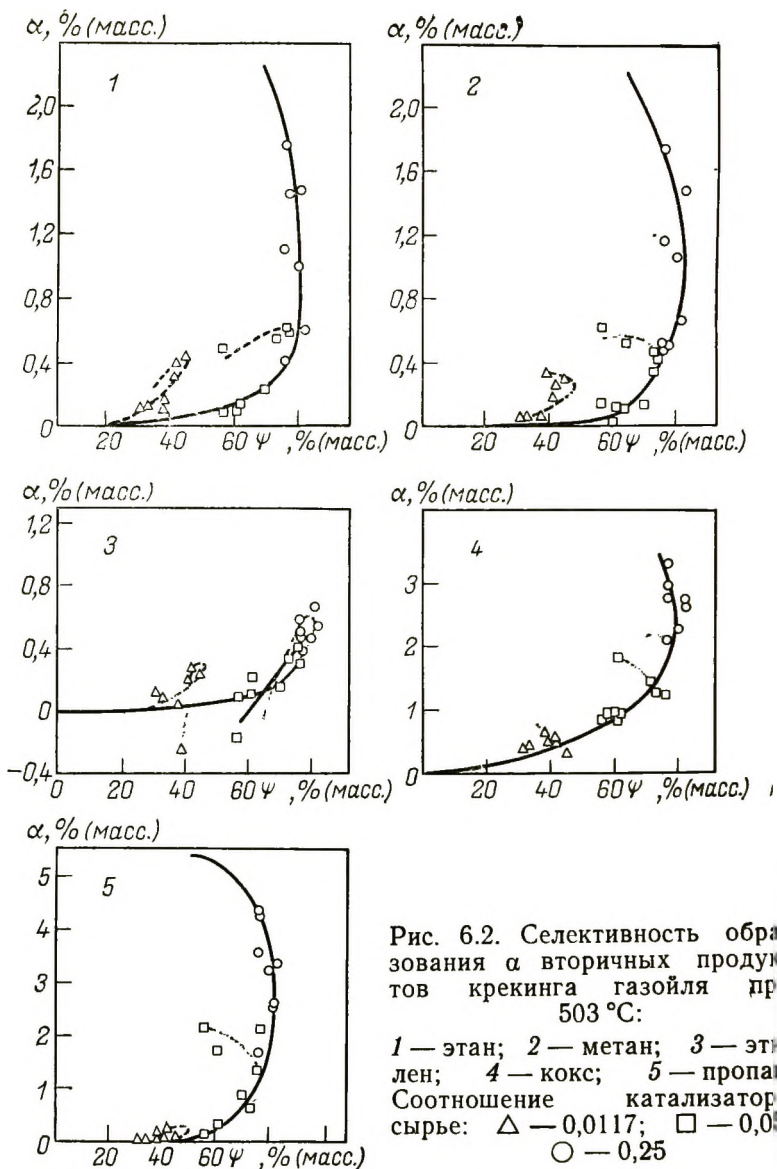 α, % (масс.)
1
2,0
1,6
1,2
0,8
0,4
0
20 40 60 ψ ,% (масс.)
α, % (масс.)
2
2,0
1,6
1,2
0,8
0,4
0
20 40 60 ψ ,% (масс.)
α, % (масс.)
3
1,2
0,8
0,4
0
−0,4
0 20 40 60 ψ ,% (масс.)
α, % (масс.)
4
3
2
1
0
0 20 40 60 ψ ,% (масс.)
α, % (масс.)
5
5
4
3
2
1
0
0 20 40 60 ψ ,% (масс.)
Рис. 6.2. Селективность обра
зования α вторичных продук
тов крекинга газойля пр
503 °С:
1 — этан; 2 — метан; 3 — эти
лен; 4 — кокс; 5 — пропан
Соотношение катализатор
сырье: △ — 0,0117; □ — 0,0
○ — 0,25